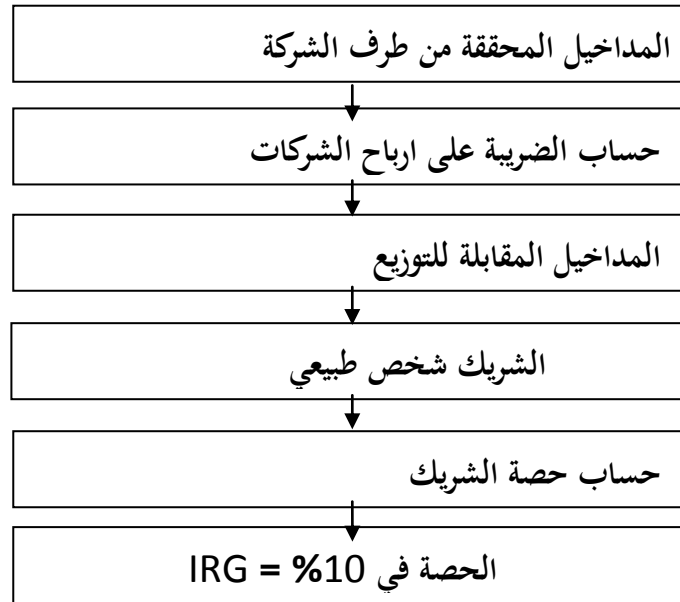 المداخيل المحققة من طرف الشركة
حساب الضريبة على ارباح الشركات
المداخيل المقابلة للتوزيع
الشريك شخص طبيعي
حساب حصة الشريك
الحصة في IRG = %10